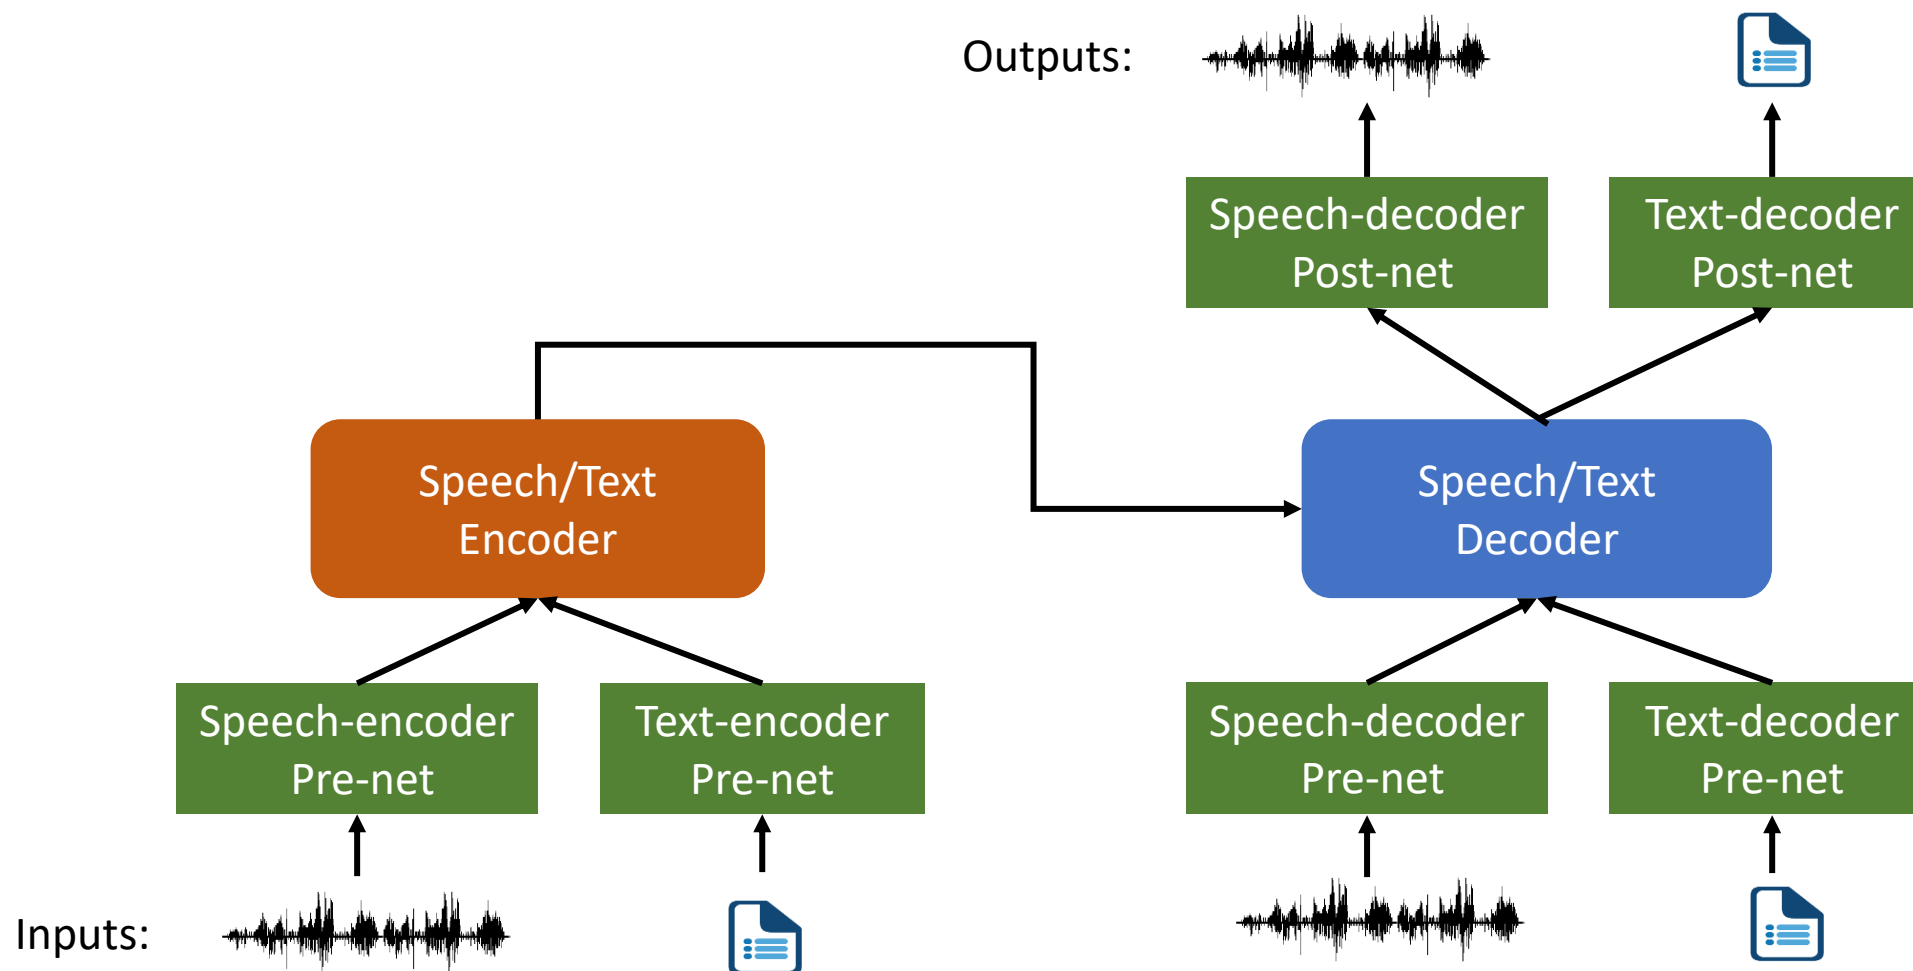 Outputs:
Speech-decoder
Post-net
Text-decoder
Post-net
Speech/Text
Encoder
Speech/Text
Decoder
Speech-encoder
Pre-net
Text-encoder
Pre-net
Speech-decoder
Pre-net
Text-decoder
Pre-net
Inputs: